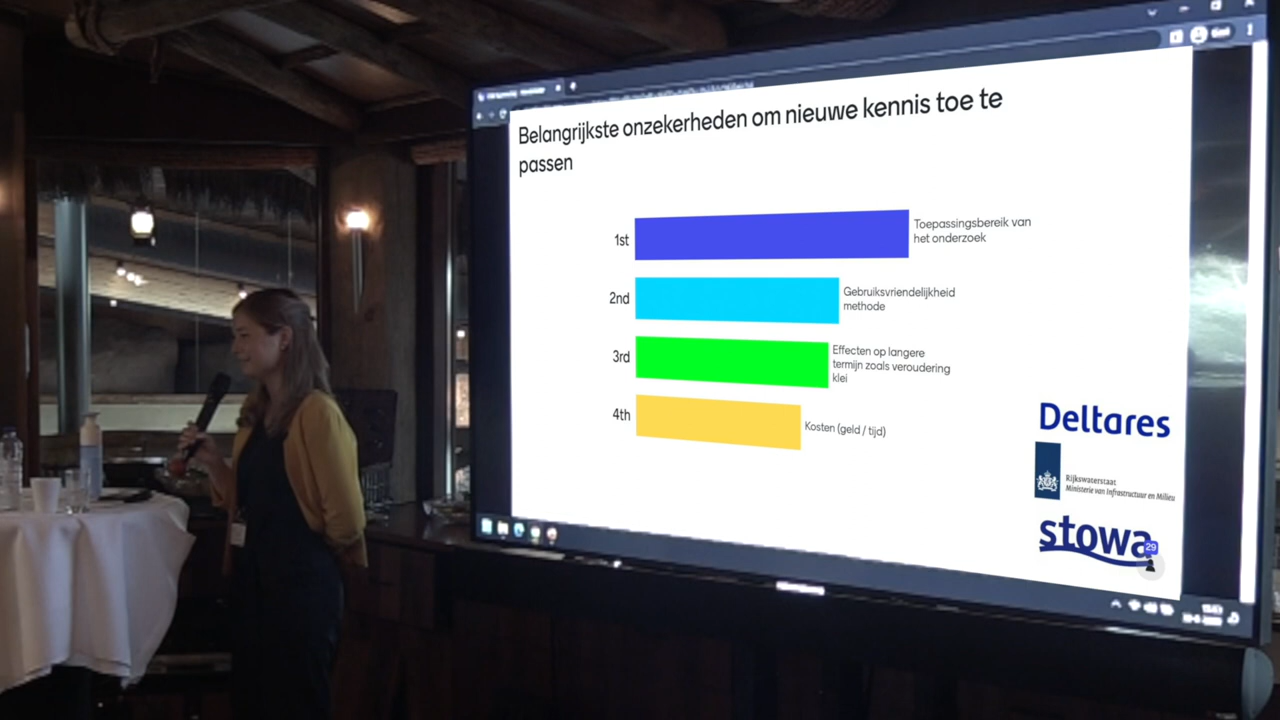 Belangrijkste onzekerheden om nieuwe kennis toe te
passen
1st
Toepassingsbereik van
het onderzoek
2nd
Gebruiksvriendelijkheid
methode
3rd
Effecten op langere
termijn zoals veroudering
klei
4th
Kosten (geld / tijd)
Deltares
Rijkswaterstaat
Ministerie van Infrastructuur en Milieu
stowa
29